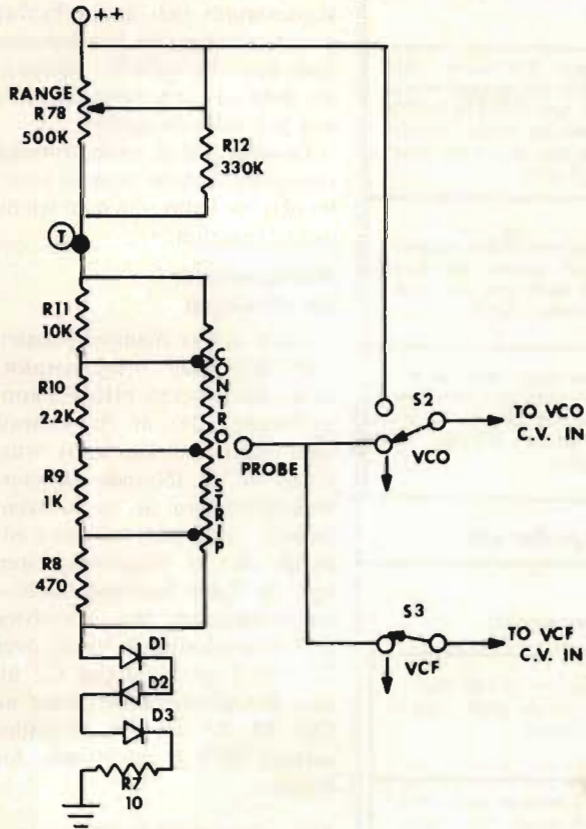 ++
RANGE
R78
500K
R12
330K
T
R11
10K
R10
2.2K
R9
1K
R8
470
CONTROL STRIP
PROBE
S2
VCO
TO VCO
C.V. IN
S3
VCF
TO VCF
C.V. IN
D1
D2
D3
R7
10